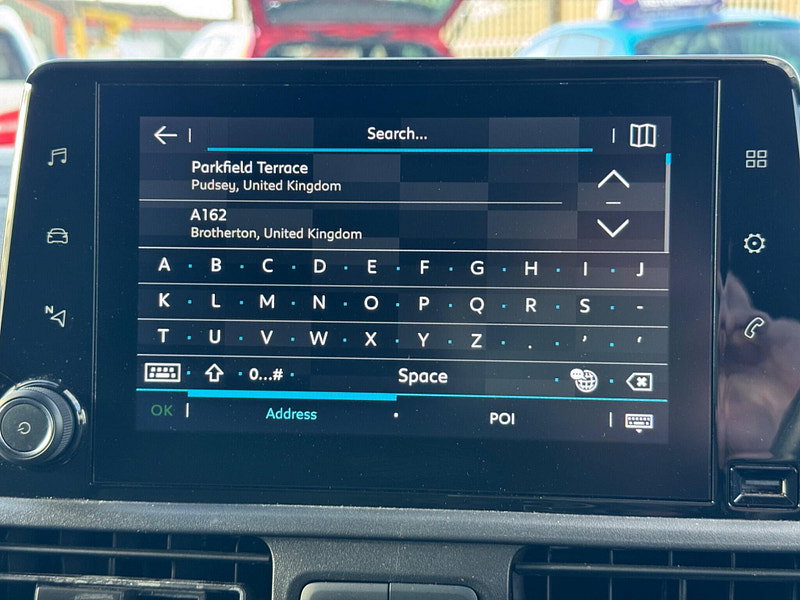 Search...
Parkfield Terrace
Pudsey, United Kingdom
A162
Brotherton, United Kingdom
A · B · C · D · E · F · G · H · I · J
K · L · M · N · O · P · Q · R · S · -
T · U · V · W · X · Y · Z · . · ’ · ‘
0...# · Space
OK Address · POI
N